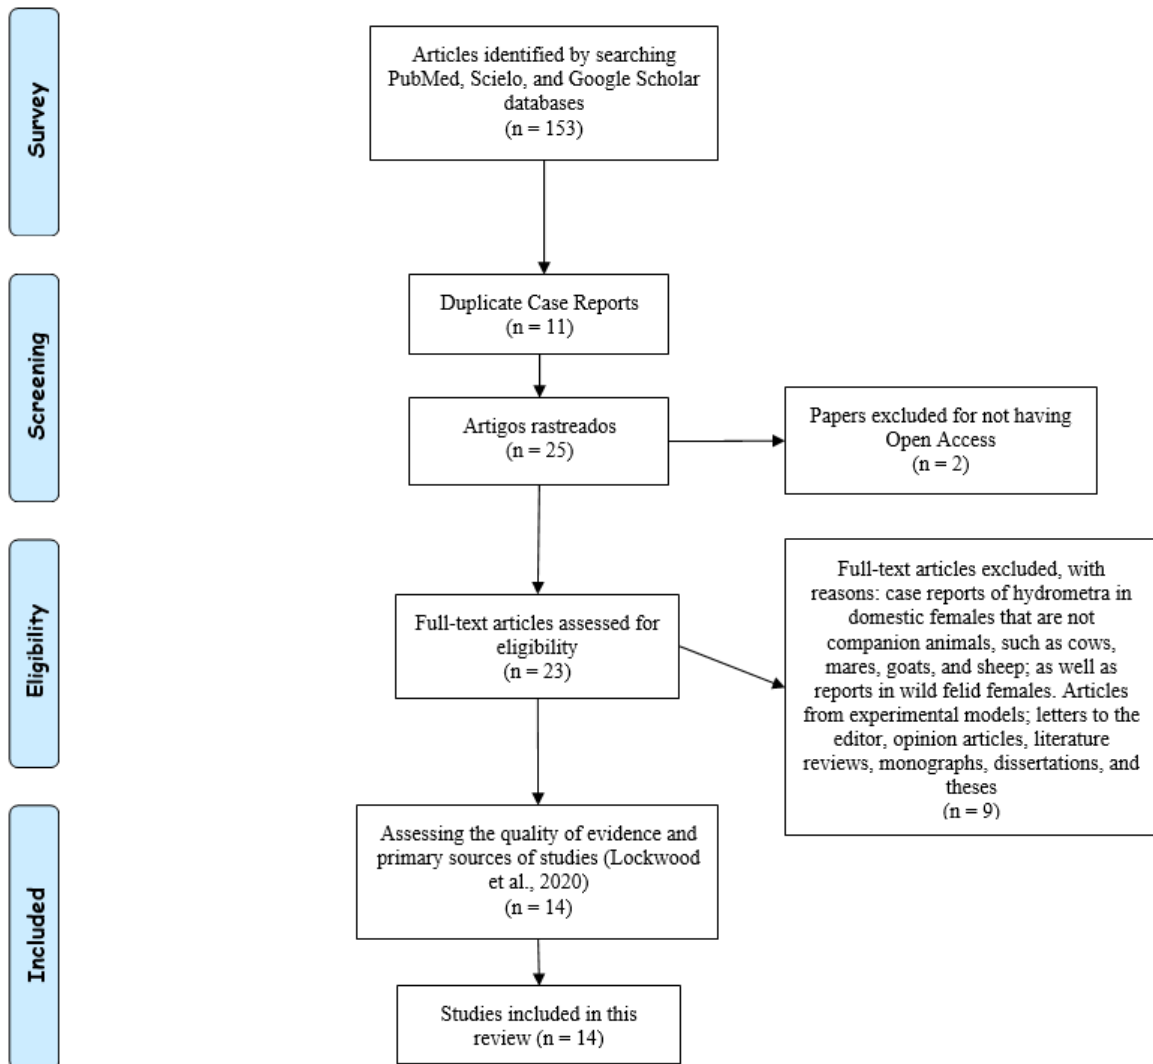 Survey
Articles identified by searching
PubMed, Scielo, and Google Scholar
databases
(n = 153)
Screening
Duplicate Case Reports
(n = 11)
Artigos rastreados
(n = 25)
Papers excluded for not having
Open Access
(n = 2)
Eligibility
Full-text articles assessed for
eligibility
(n = 23)
Full-text articles excluded, with
reasons: case reports of hydrometra in
domestic females that are not
companion animals, such as cows,
mares, goats, and sheep; as well as
reports in wild felid females. Articles
from experimental models; letters to the
editor, opinion articles, literature
reviews, monographs, dissertations, and
theses
(n = 9)
Included
Assessing the quality of evidence and
primary sources of studies (Lockwood
et al., 2020)
(n = 14)
Studies included in this
review (n = 14)